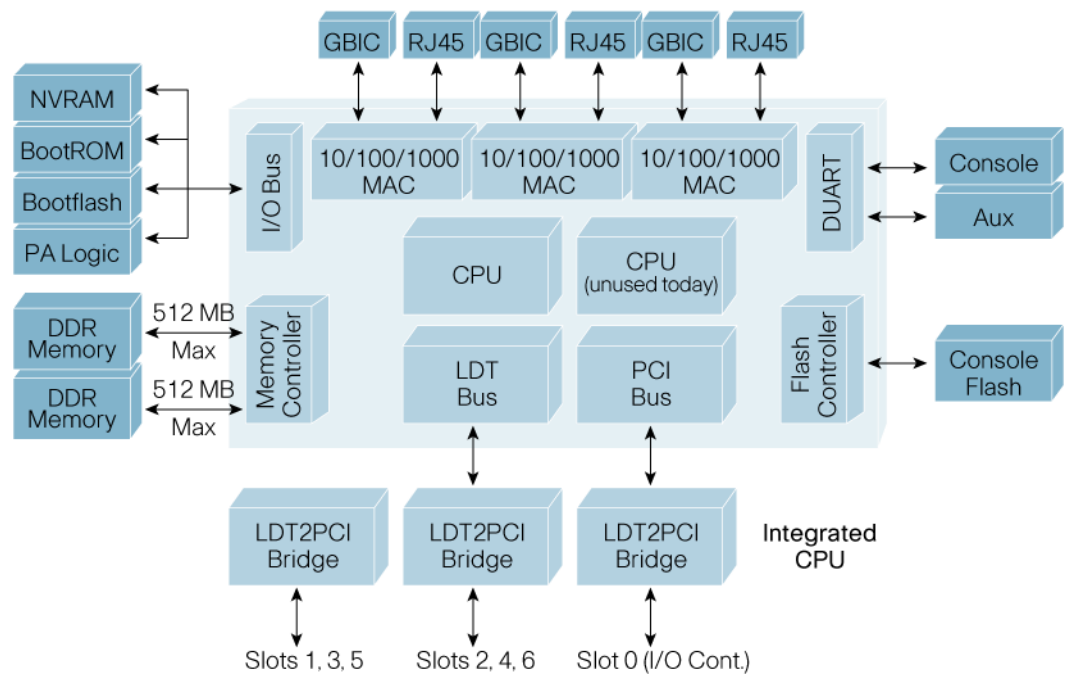 GBIC
RJ45
GBIC
RJ45
GBIC
RJ45
NVRAM
BootROM
Bootflash
PA Logic
I/O Bus
10/100/1000
MAC
10/100/1000
MAC
10/100/1000
MAC
DUART
Console
Aux
CPU
CPU
(unused today)
DDR
Memory
512 MB
Max
DDR
Memory
512 MB
Max
Memory
Controller
LDT
Bus
PCI
Bus
Flash
Controller
Console
Flash
LDT2PCI
Bridge
LDT2PCI
Bridge
LDT2PCI
Bridge
Integrated
CPU
Slots 1, 3, 5
Slots 2, 4, 6
Slot 0 (I/O Cont.)